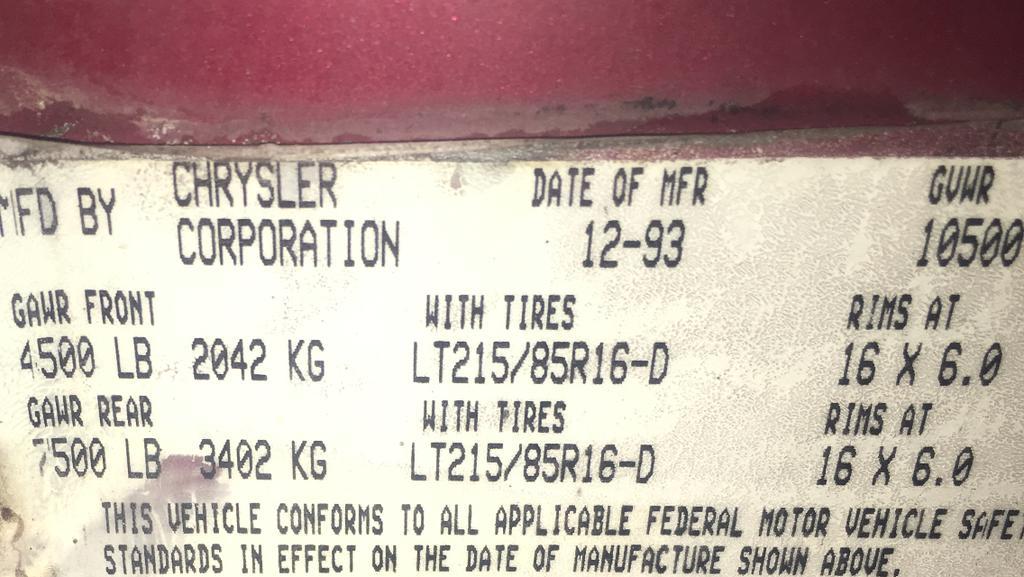 MFD BY CHRYSLER CORPORATION DATE OF MFR 12-93 GVWR 10500
GAWR FRONT WITH TIRES RIMS AT
4500 LB 2042 KG LT215/85R16-D 16 X 6.0
GAWR REAR WITH TIRES RIMS AT
7500 LB 3402 KG LT215/85R16-D 16 X 6.0
THIS VEHICLE CONFORMS TO ALL APPLICABLE FEDERAL MOTOR VEHICLE SAFE
STANDARDS IN EFFECT ON THE DATE OF MANUFACTURE SHOWN ABOVE.